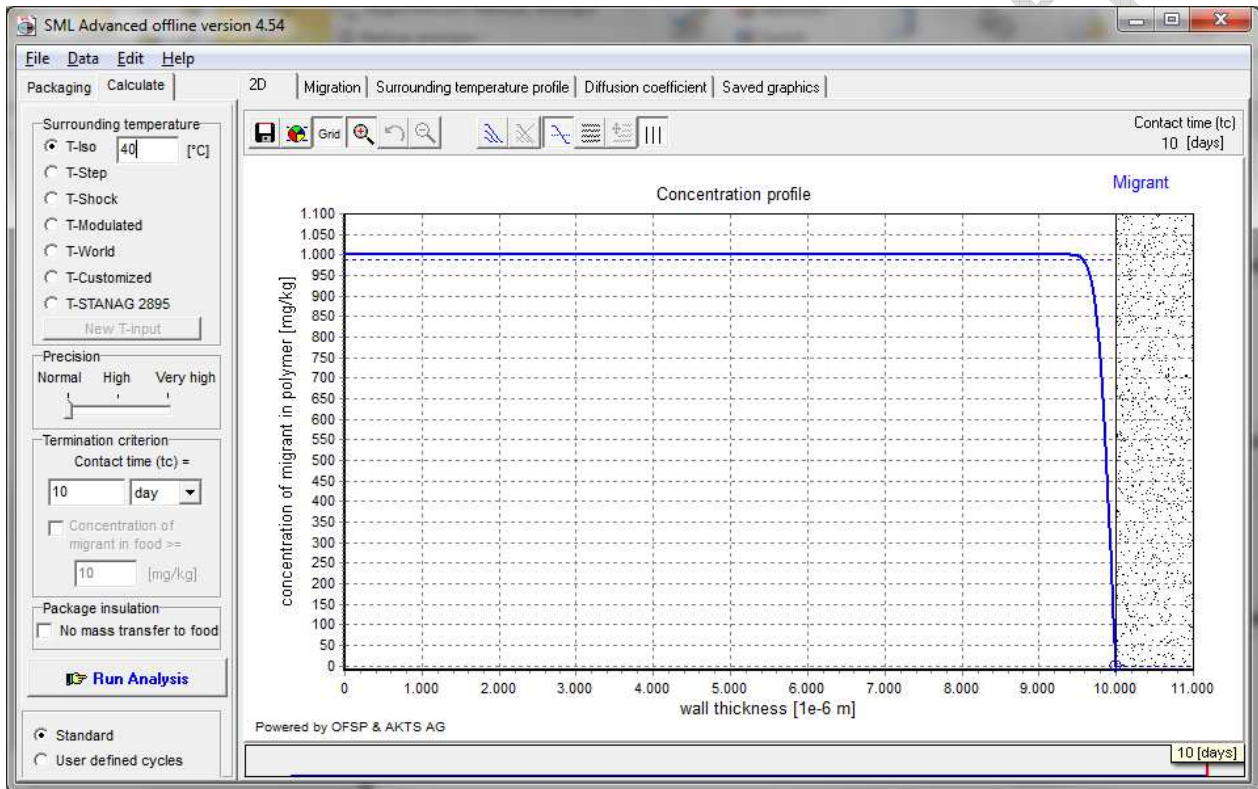 SML Advanced offline version 4.54
File Data Edit Help
Packaging Calculate
2D Migration Surrounding temperature profile Diffusion coefficient Saved graphics
Surrounding temperature
T-Iso 40 [°C]
T-Step
T-Shock
T-Modulated
T-World
T-Customized
T-STANAG 2895
New T-input
Precision
Normal High Very high
Termination criterion
Contact time (tc) =
10 day
Concentration of
migrant in food >=
10 [mg/kg]
Package insulation
No mass transfer to food
Run Analysis
Standard
User defined cycles
Grid
Contact time (tc)
10 [days]
Migrant
Concentration profile
concentration of migrant in polymer [mg/kg]
1.100
1.050
1.000
950
900
850
800
750
700
650
600
550
500
450
400
350
300
250
200
150
100
50
0
0 1.000 2.000 3.000 4.000 5.000 6.000 7.000 8.000 9.000 10.000 11.000
wall thickness [1e-6 m]
Powered by OFSP & AKTS AG
10 [days]